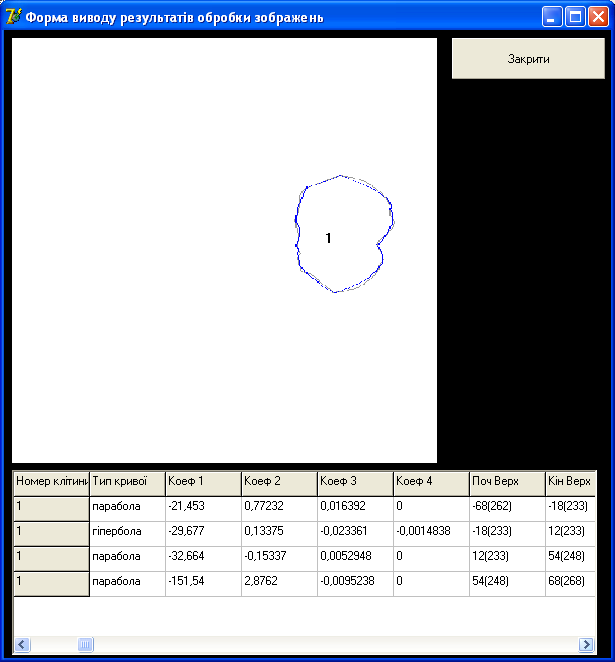 Форма виводу результатів обробки зображень
Закрити
1
Номер клітини Тип кривої Коеф 1 Коеф 2 Коеф 3 Коеф 4 Поч Верх Кін Верх
1 парабола -21,453 0,77232 0,016392 0 -68(262) -18(233)
1 гіпербола -29,677 0,13375 -0,023361 -0,0014838 -18(233) 12(233)
1 парабола -32,664 -0,15337 0,0052948 0 12(233) 54(248)
1 парабола -151,54 2,8762 -0,0095238 0 54(248) 68(268)